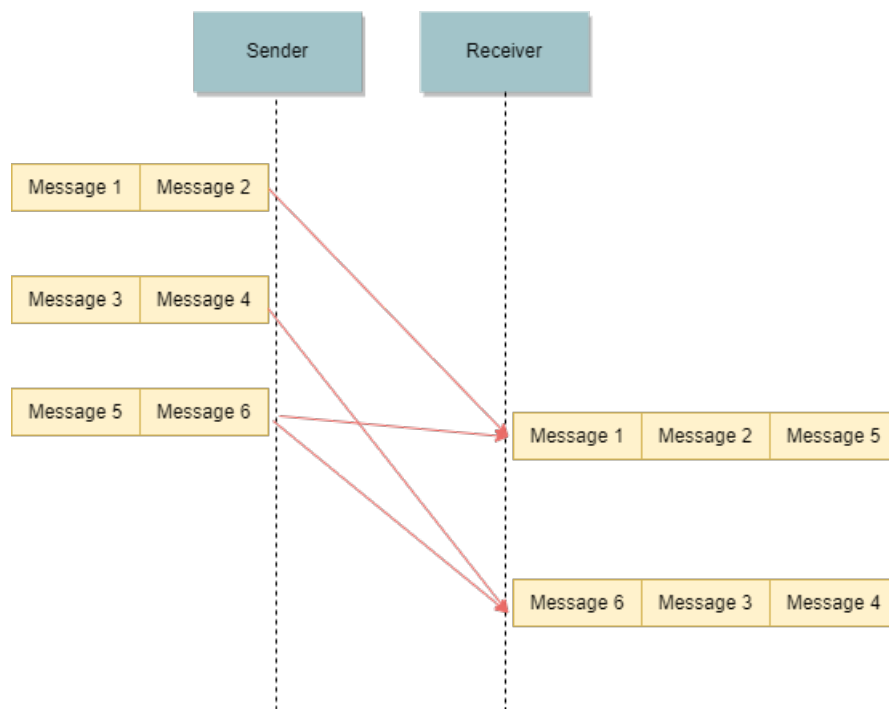 Sender Receiver
Message 1 Message 2
Message 3 Message 4
Message 5 Message 6
Message 1 Message 2 Message 5
Message 6 Message 3 Message 4